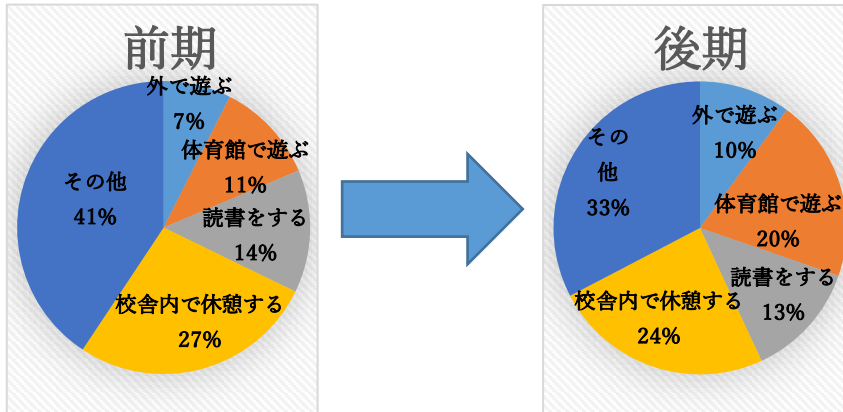 前期
外で遊ぶ
7%
体育館で遊ぶ
11%
読書をする
14%
校舎内で休憩する
27%
その他
41%
後期
外で遊ぶ
10%
体育館で遊ぶ
20%
読書をする
13%
校舎内で休憩する
24%
その
他
33%